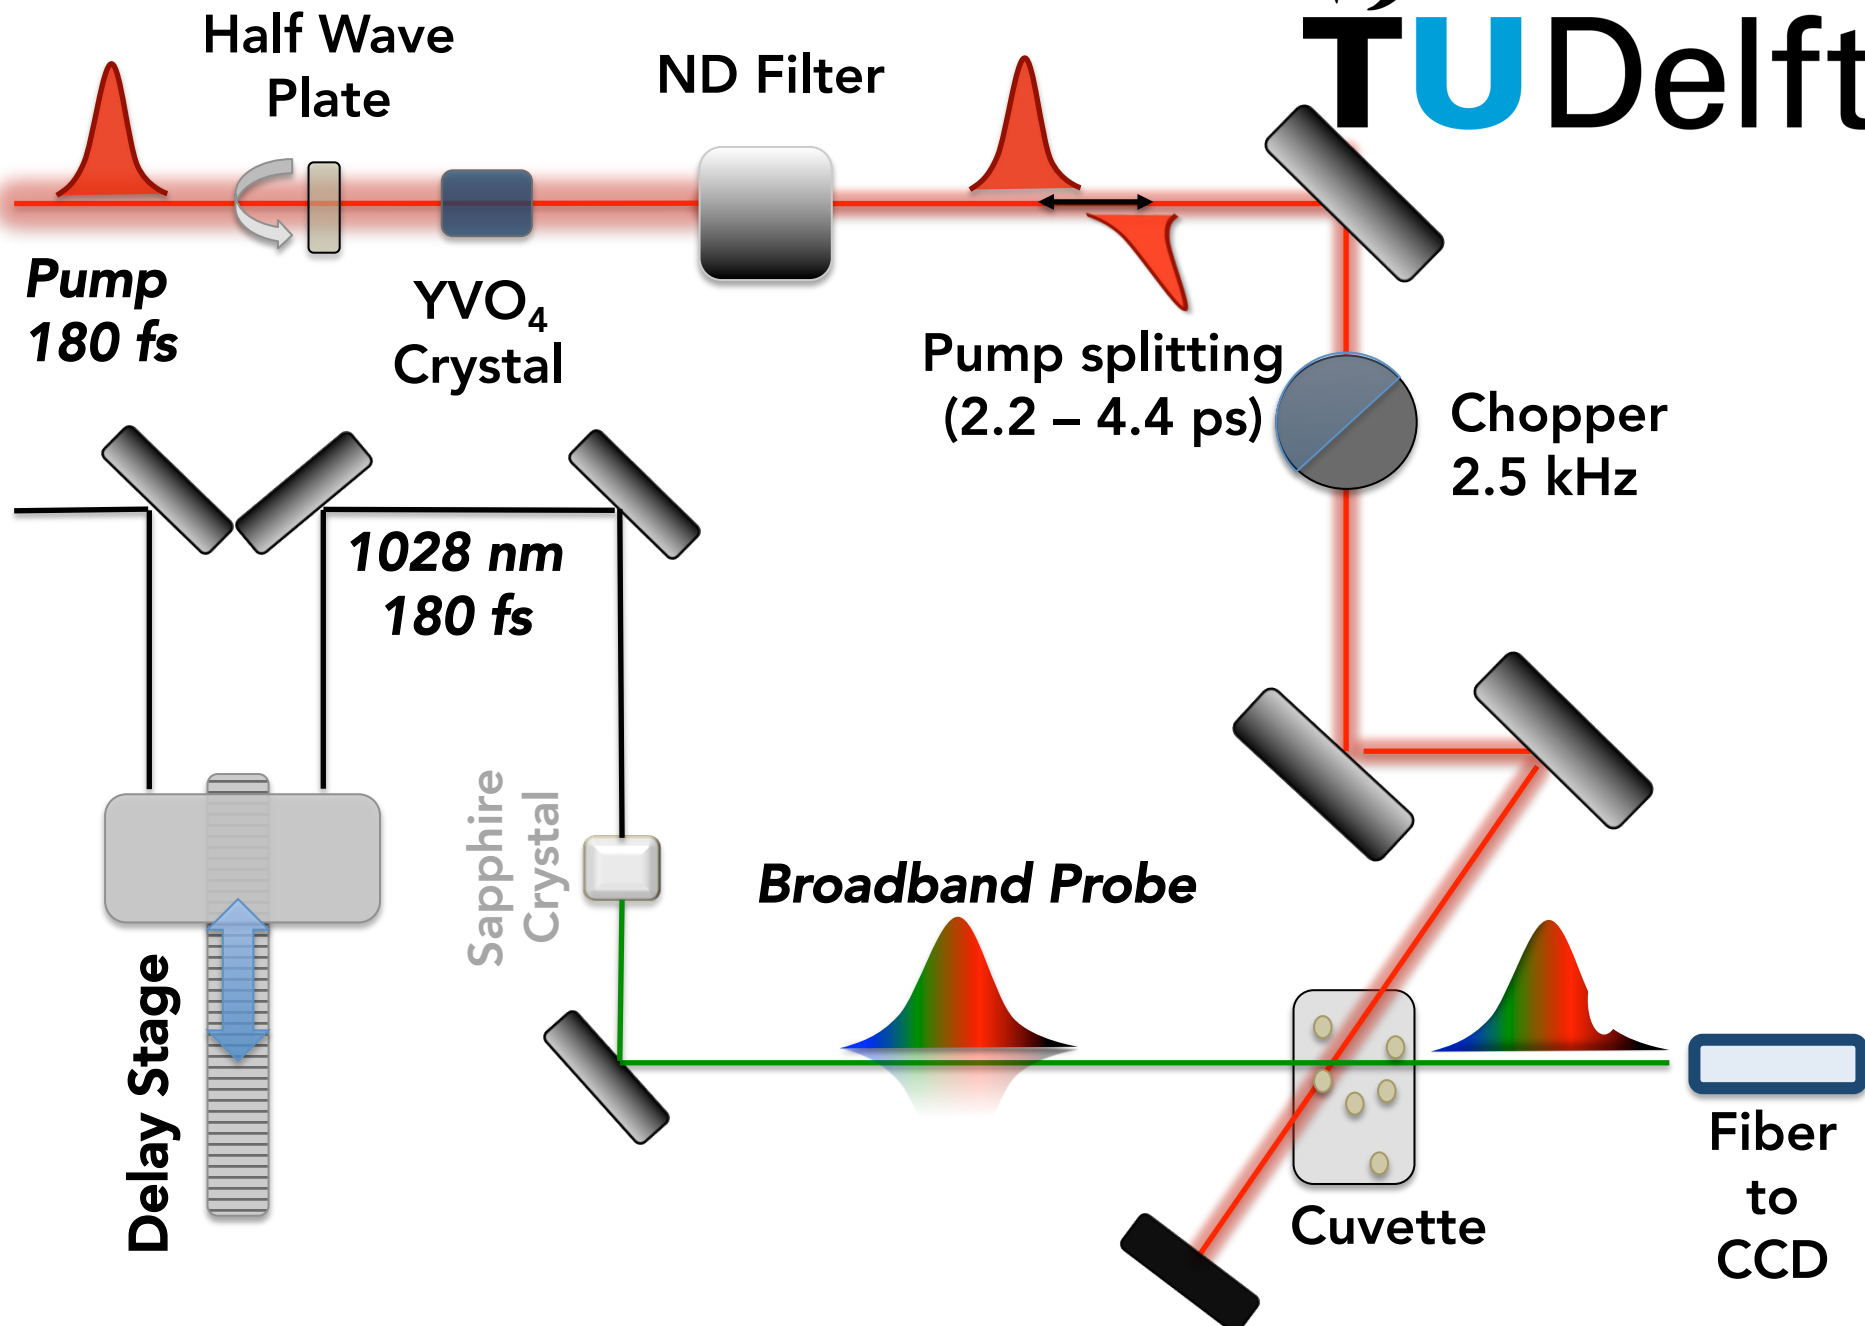 Half Wave
Plate
ND Filter
TUDelft
Pump
180 fs
YVO₄
Crystal
Pump splitting
(2.2 – 4.4 ps)
Chopper
2.5 kHz
1028 nm
180 fs
Sapphire
Crystal
Broadband Probe
Delay Stage
Cuvette
Fiber
to
CCD